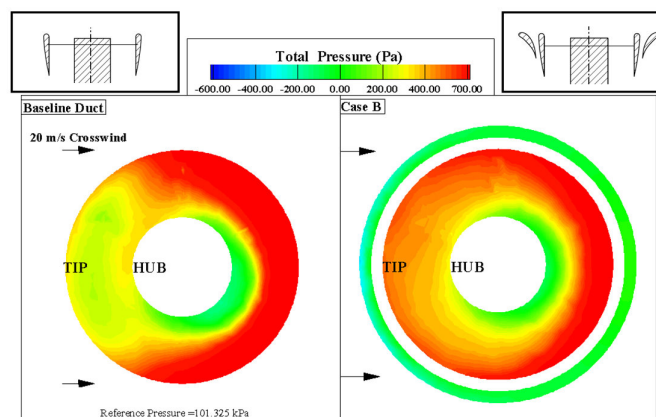 Total Pressure (Pa)
-600.00 -400.00 -200.00 0.00 200.00 400.00 700.00
Baseline Duct
Case B
20 m/s Crosswind
TIP HUB
TIP HUB
Reference Pressure =101.325 kPa